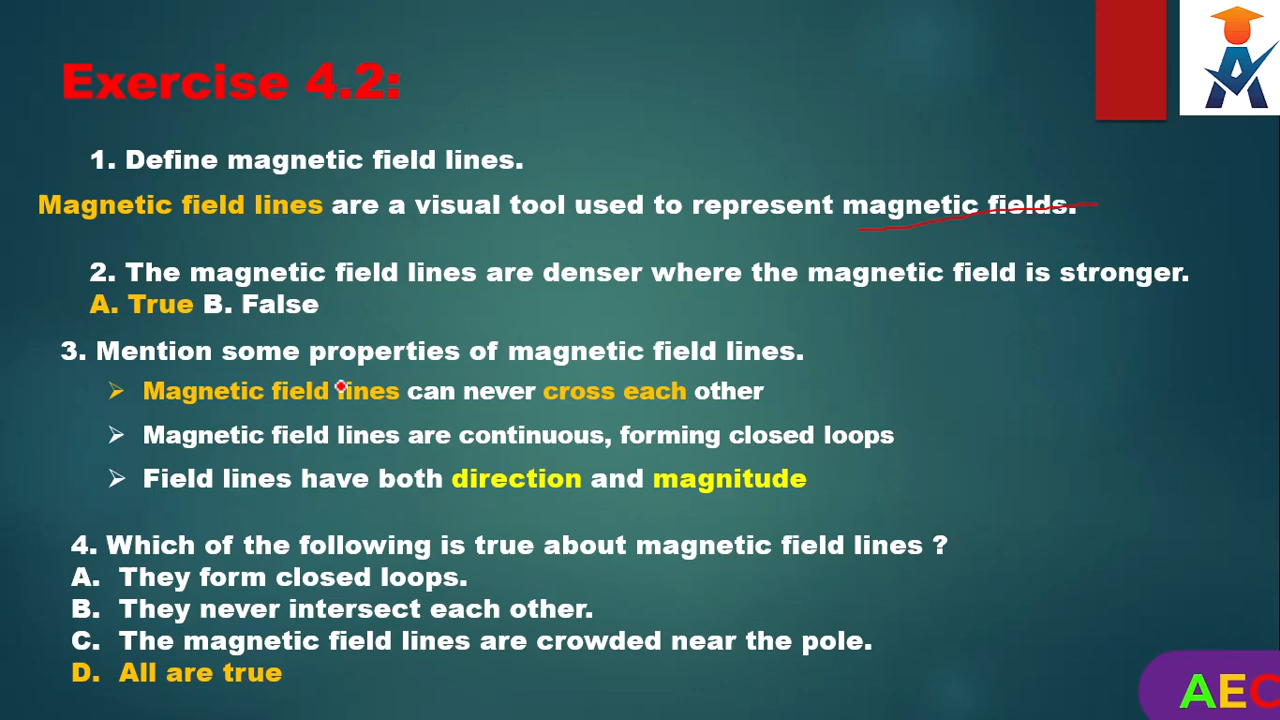 Exercise 4.2:
1. Define magnetic field lines.
Magnetic field lines are a visual tool used to represent magnetic fields.
2. The magnetic field lines are denser where the magnetic field is stronger.
A. True B. False
3. Mention some properties of magnetic field lines.
Magnetic field lines can never cross each other
Magnetic field lines are continuous, forming closed loops
Field lines have both direction and magnitude
4. Which of the following is true about magnetic field lines ?
A. They form closed loops.
B. They never intersect each other.
C. The magnetic field lines are crowded near the pole.
D. All are true
AEC